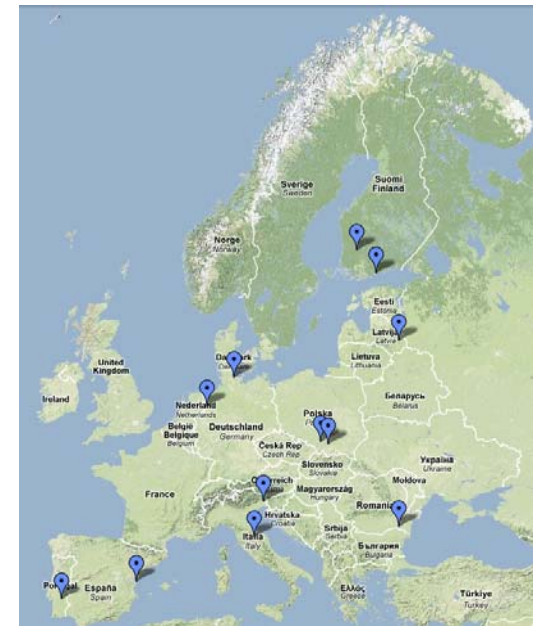 Suomi
Finland
Sverige
Sweden
Norge
Norway
Eesti
Estonia
Latvija
Latvia
Lietuva
Lithuania
United
Kingdom
Ireland
Nederland
Netherlands
België
Belgique
Belgium
Deutschland
Germany
Polska
Беларусь
Belarus
Česká Rep
Czech Rep
Україна
Ukraine
Slovensko
Slovakia
Moldova
France
Magyarország
Hungary
Romania
Hrvatska
Croatia
Srbija
Serbia
Italia
Italy
България
Bulgaria
España
Spain
Ελλάς
Greece
Türkiye
Turkey